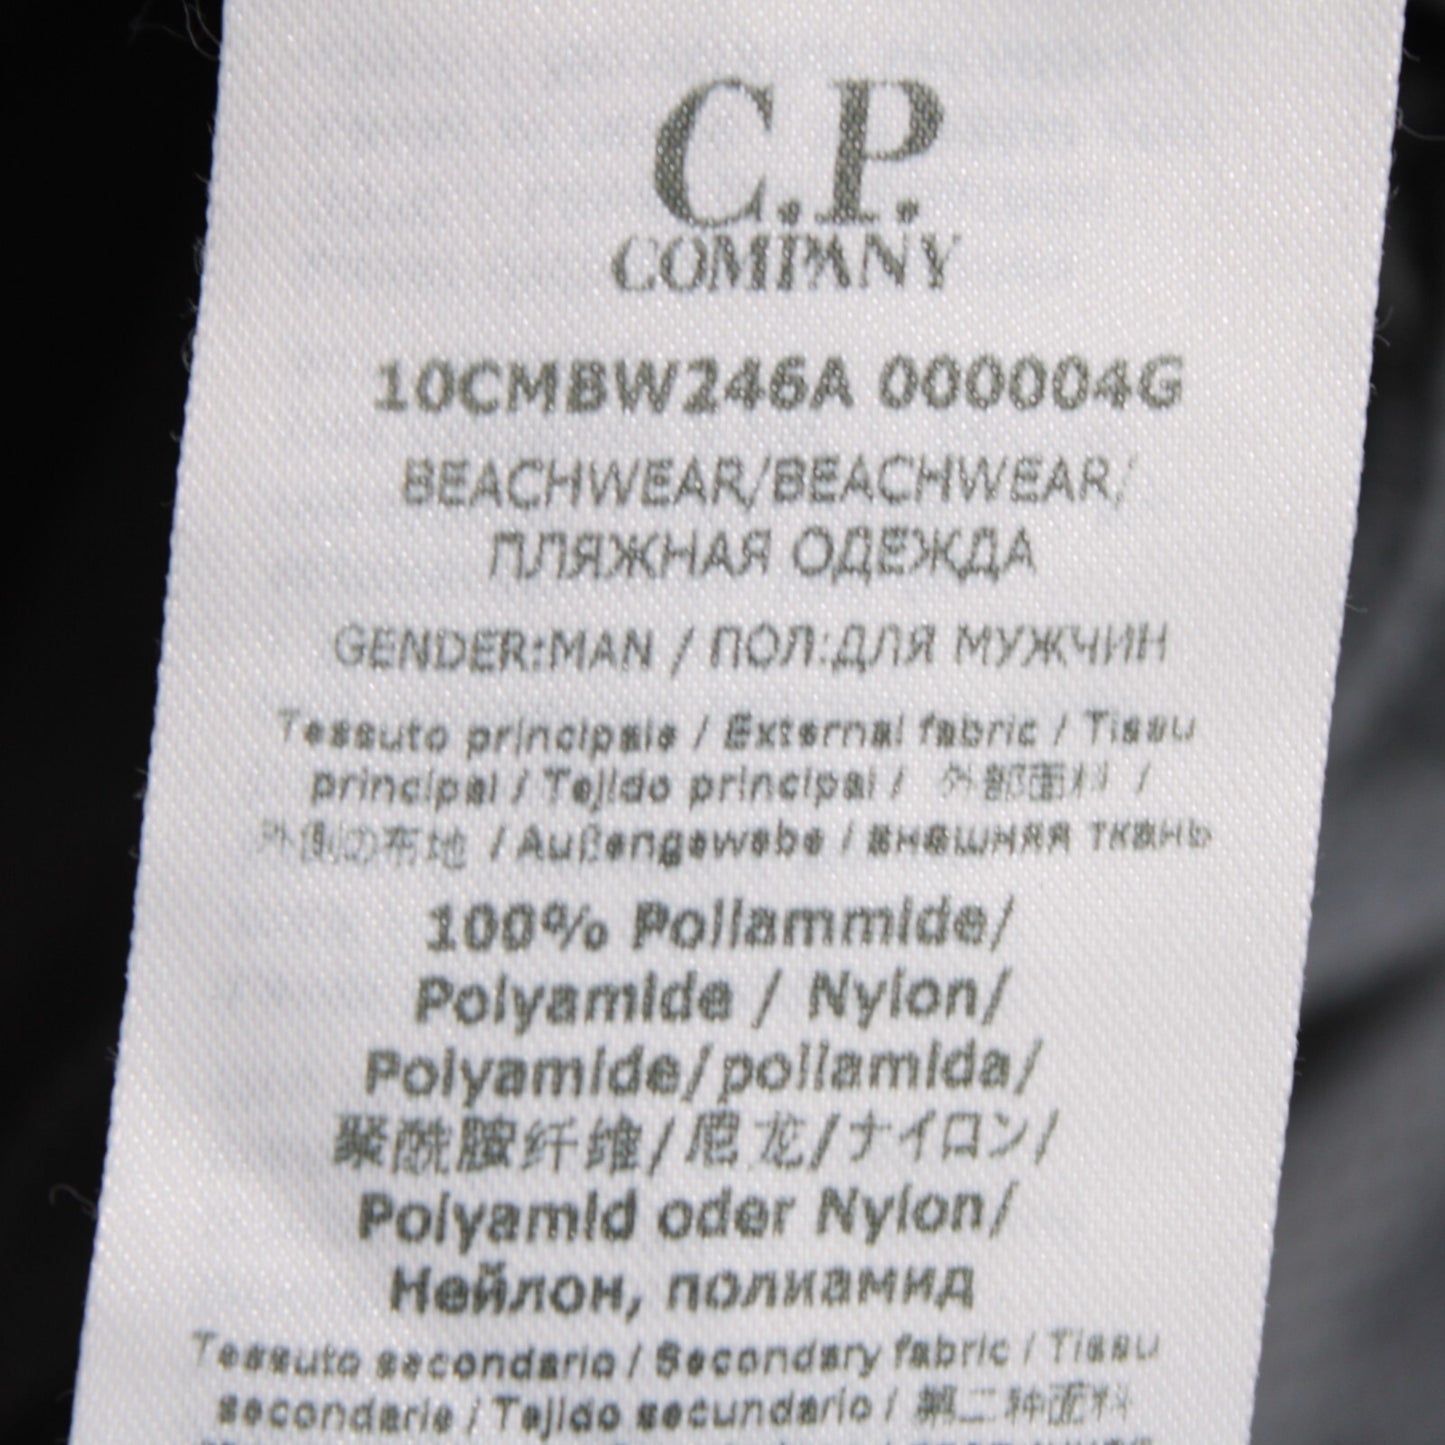 C.P.
COMPANY
10CMBW246A 000004G
BEACHWEAR/BEACHWEAR/
ПЛЯЖНАЯ ОДЕЖДА
GENDER:MAN / ПОЛ:ДЛЯ МУЖЧИН
Tessuto principale / External fabric / Tissu
principal / Tejido principal / 外部面料 /
外側の布地 / Außengewebe / внешняя ткань
100% Poliammide/
Polyamide / Nylon/
Polyamide/poliamida/
聚酰胺纤维/尼龙/ナイロン/
Polyamid oder Nylon/
Нейлон, полиамид
Tessuto secondario / Secondary fabric / Tissu
secondarie / Tejido secundario / 第二种面料